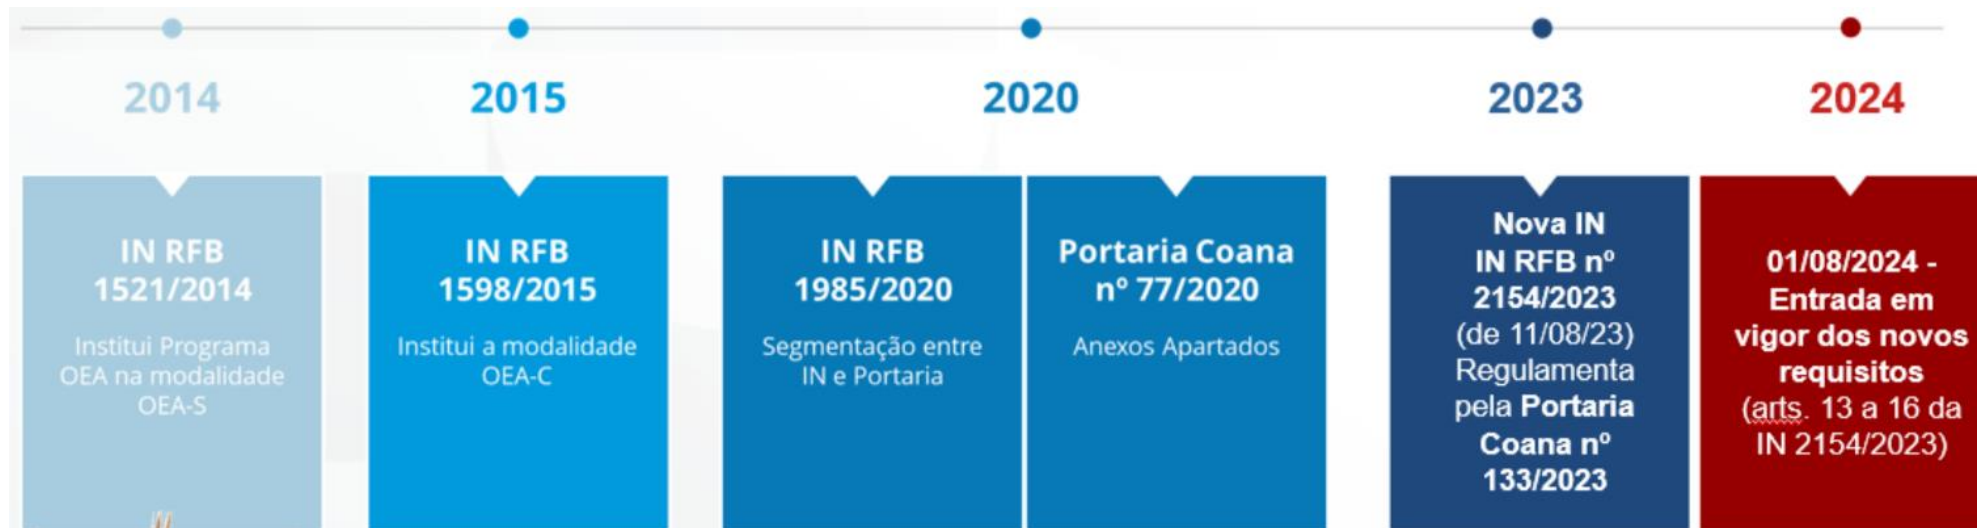 2014
2015
2020
2023
2024
IN RFB
1521/2014
Institui Programa
OEA na modalidade
OEA-S
IN RFB
1598/2015
Institui a modalidade
OEA-C
IN RFB
1985/2020
Segmentação entre
IN e Portaria
Portaria Coana
nº 77/2020
Anexos Apartados
Nova IN
IN RFB nº
2154/2023
(de 11/08/23)
Regulamenta
pela Portaria
Coana nº
133/2023
01/08/2024 -
Entrada em
vigor dos novos
requisitos
(arts. 13 a 16 da
IN 2154/2023)